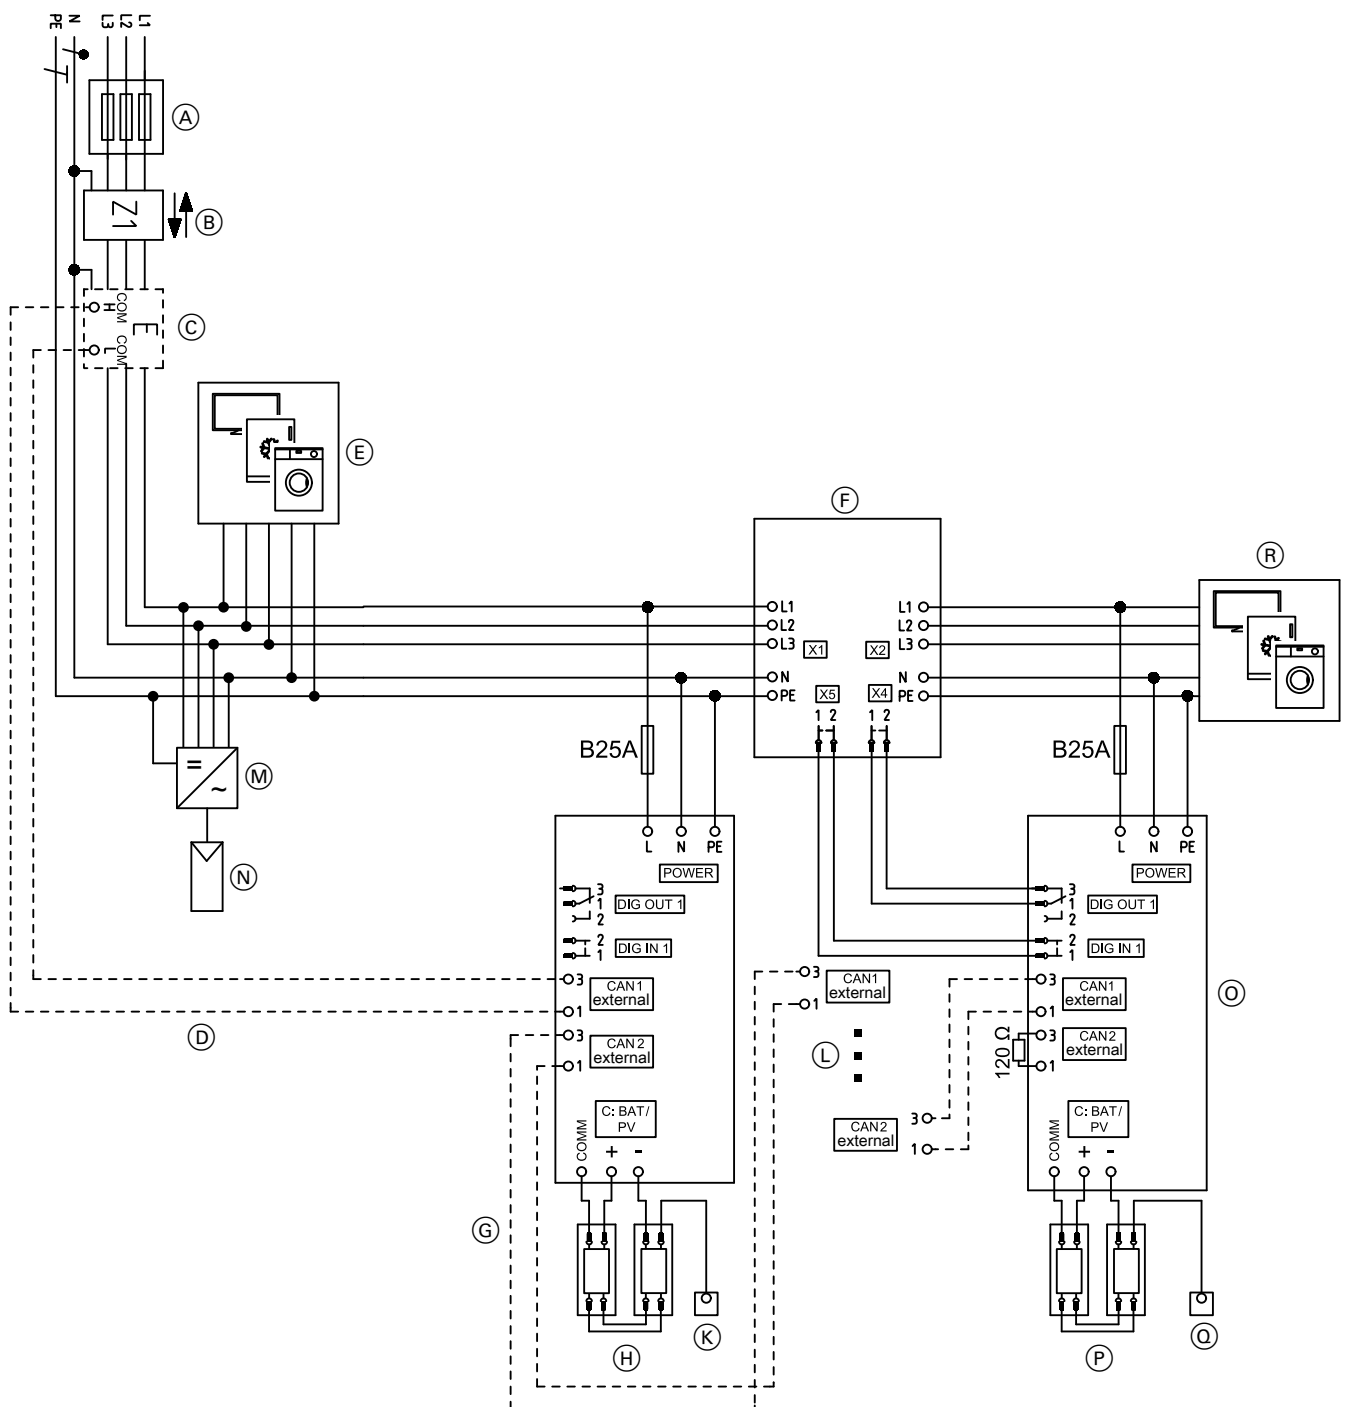 PE N L3 L2 L1
A
Z1
B
H COM
L COM
E
C
N
E
F
R
N
L1
L2
L3
N
PE
X1
X5
1 2
L1
L2
L3
N
PE
X2
X4
1 2
M
N
B25A
L N PE
POWER
3
1
2
DIG OUT 1
2
1
DIG IN 1
3
1
CAN1
external
3
1
CAN2
external
C: BAT/
PV
COMM + -
D
G
H
K
3
1
CAN1
external
L
CAN2
external
3
1
B25A
L N PE
POWER
3
1
2
DIG OUT 1
2
1
DIG IN 1
3
1
CAN1
external
120 Ω
3
1
CAN2
external
O
C: BAT/
PV
COMM + -
P
Q